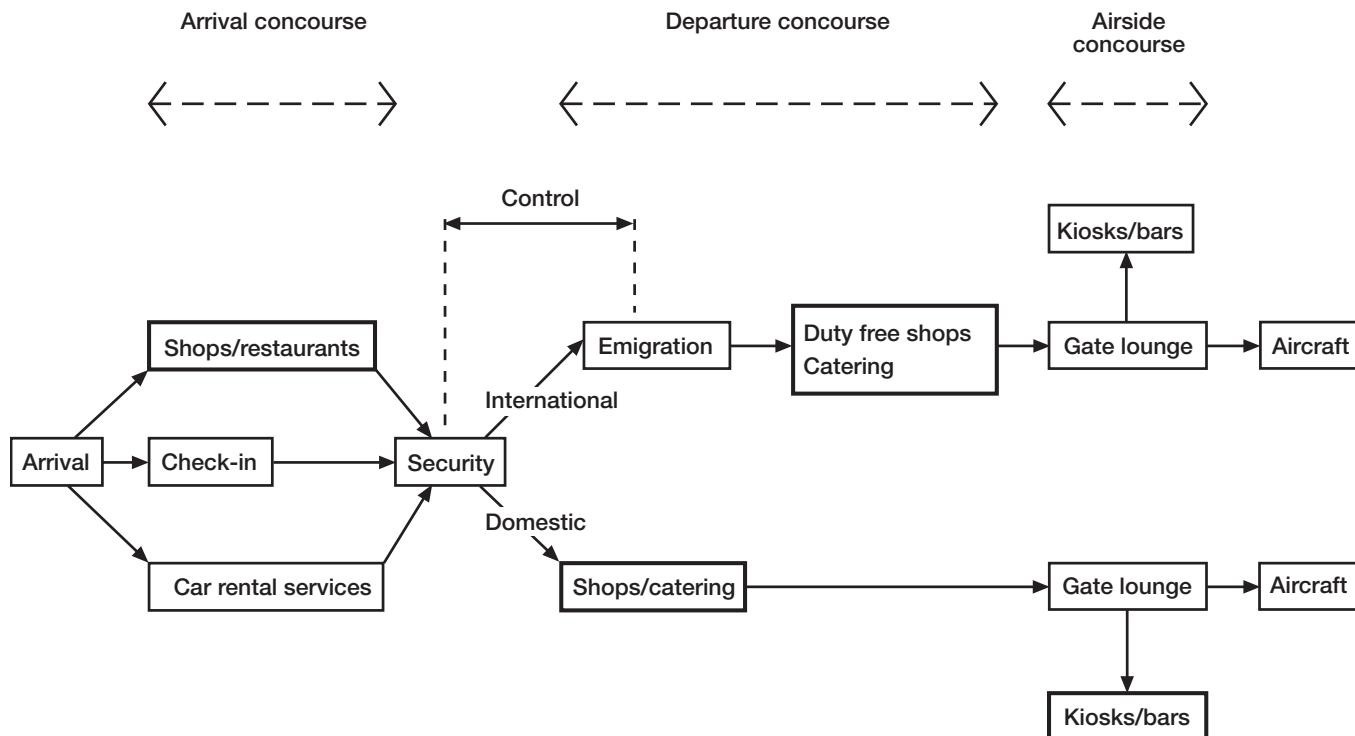 Arrival concourse
Departure concourse
Airside
concourse
Control
Kiosks/bars
Shops/restaurants
Emigration
Duty free shops
Catering
Gate lounge
Aircraft
International
Arrival
Check-in
Security
Domestic
Car rental services
Shops/catering
Gate lounge
Aircraft
Kiosks/bars